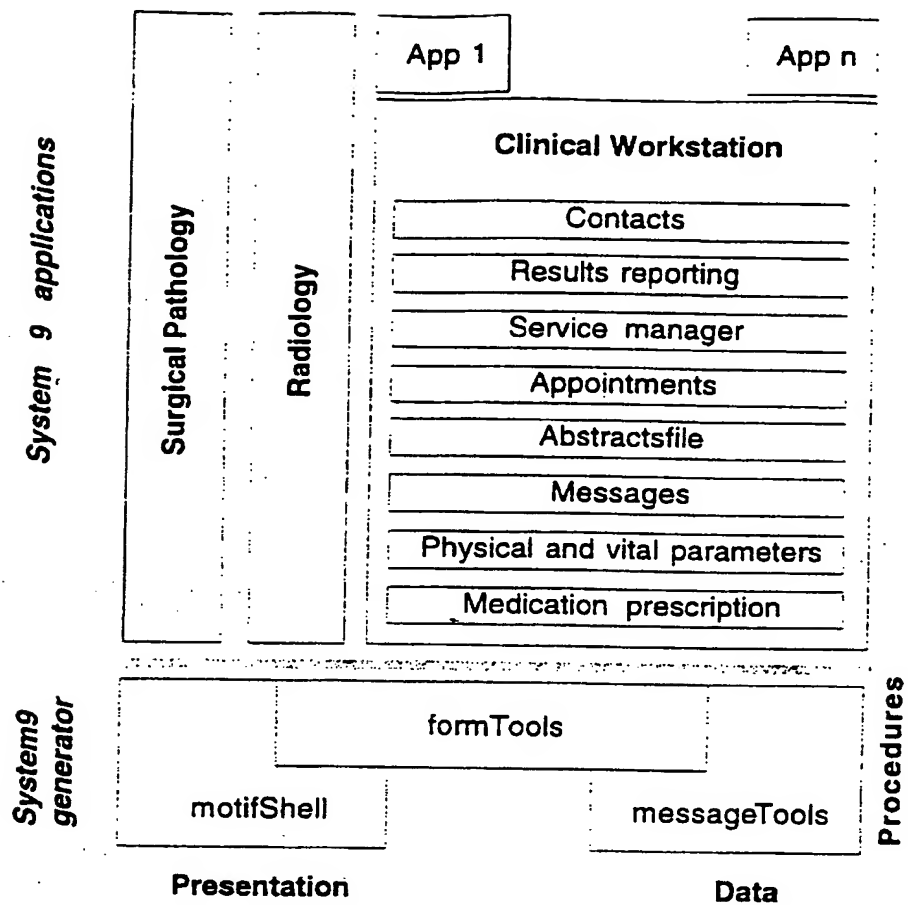 App 1
App n
System 9 applications
Surgical Pathology
Radiology
Clinical Workstation
Contacts
Results reporting
Service manager
Appointments
Abstractsfile
Messages
Physical and vital parameters
Medication prescription
System9
generator
formTools
motifShell
messageTools
Procedures
Presentation
Data